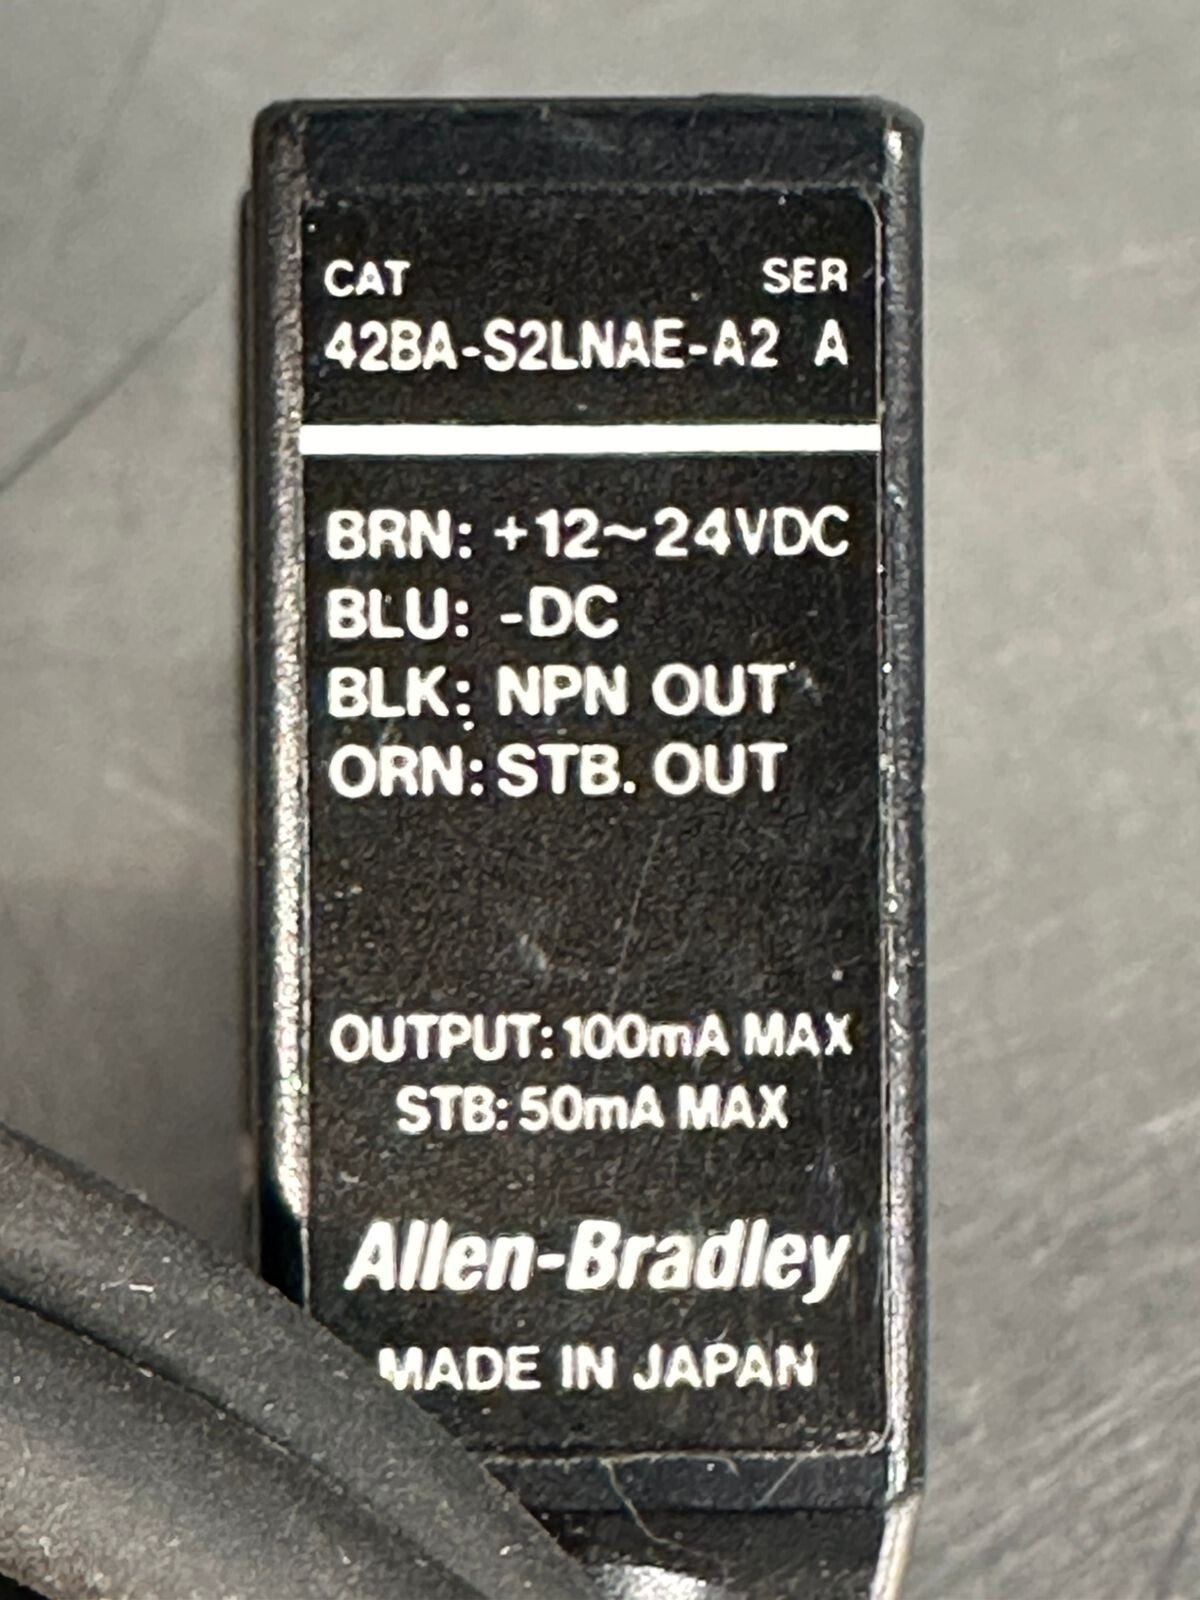 CAT SER
42BA-S2LNAE-A2 A
BRN: +12~24VDC
BLU: -DC
BLK: NPN OUT
ORN: STB. OUT
OUTPUT: 100mA MAX
STB: 50mA MAX
Allen-Bradley
MADE IN JAPAN